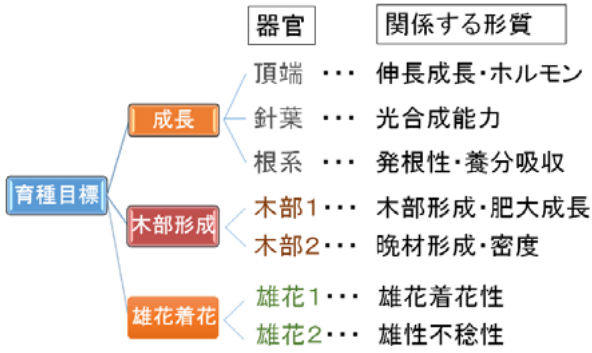 器官 関係する形質
頂端 ・・・ 伸長成長・ホルモン
成長
針葉 ・・・ 光合成能力
根系 ・・・ 発根性・養分吸収
育種目標
木部1・・・ 木部形成・肥大成長
木部形成
木部2・・・ 晩材形成・密度
雄花1・・・ 雄花着花性
雄花着花
雄花2・・・ 雄性不稔性